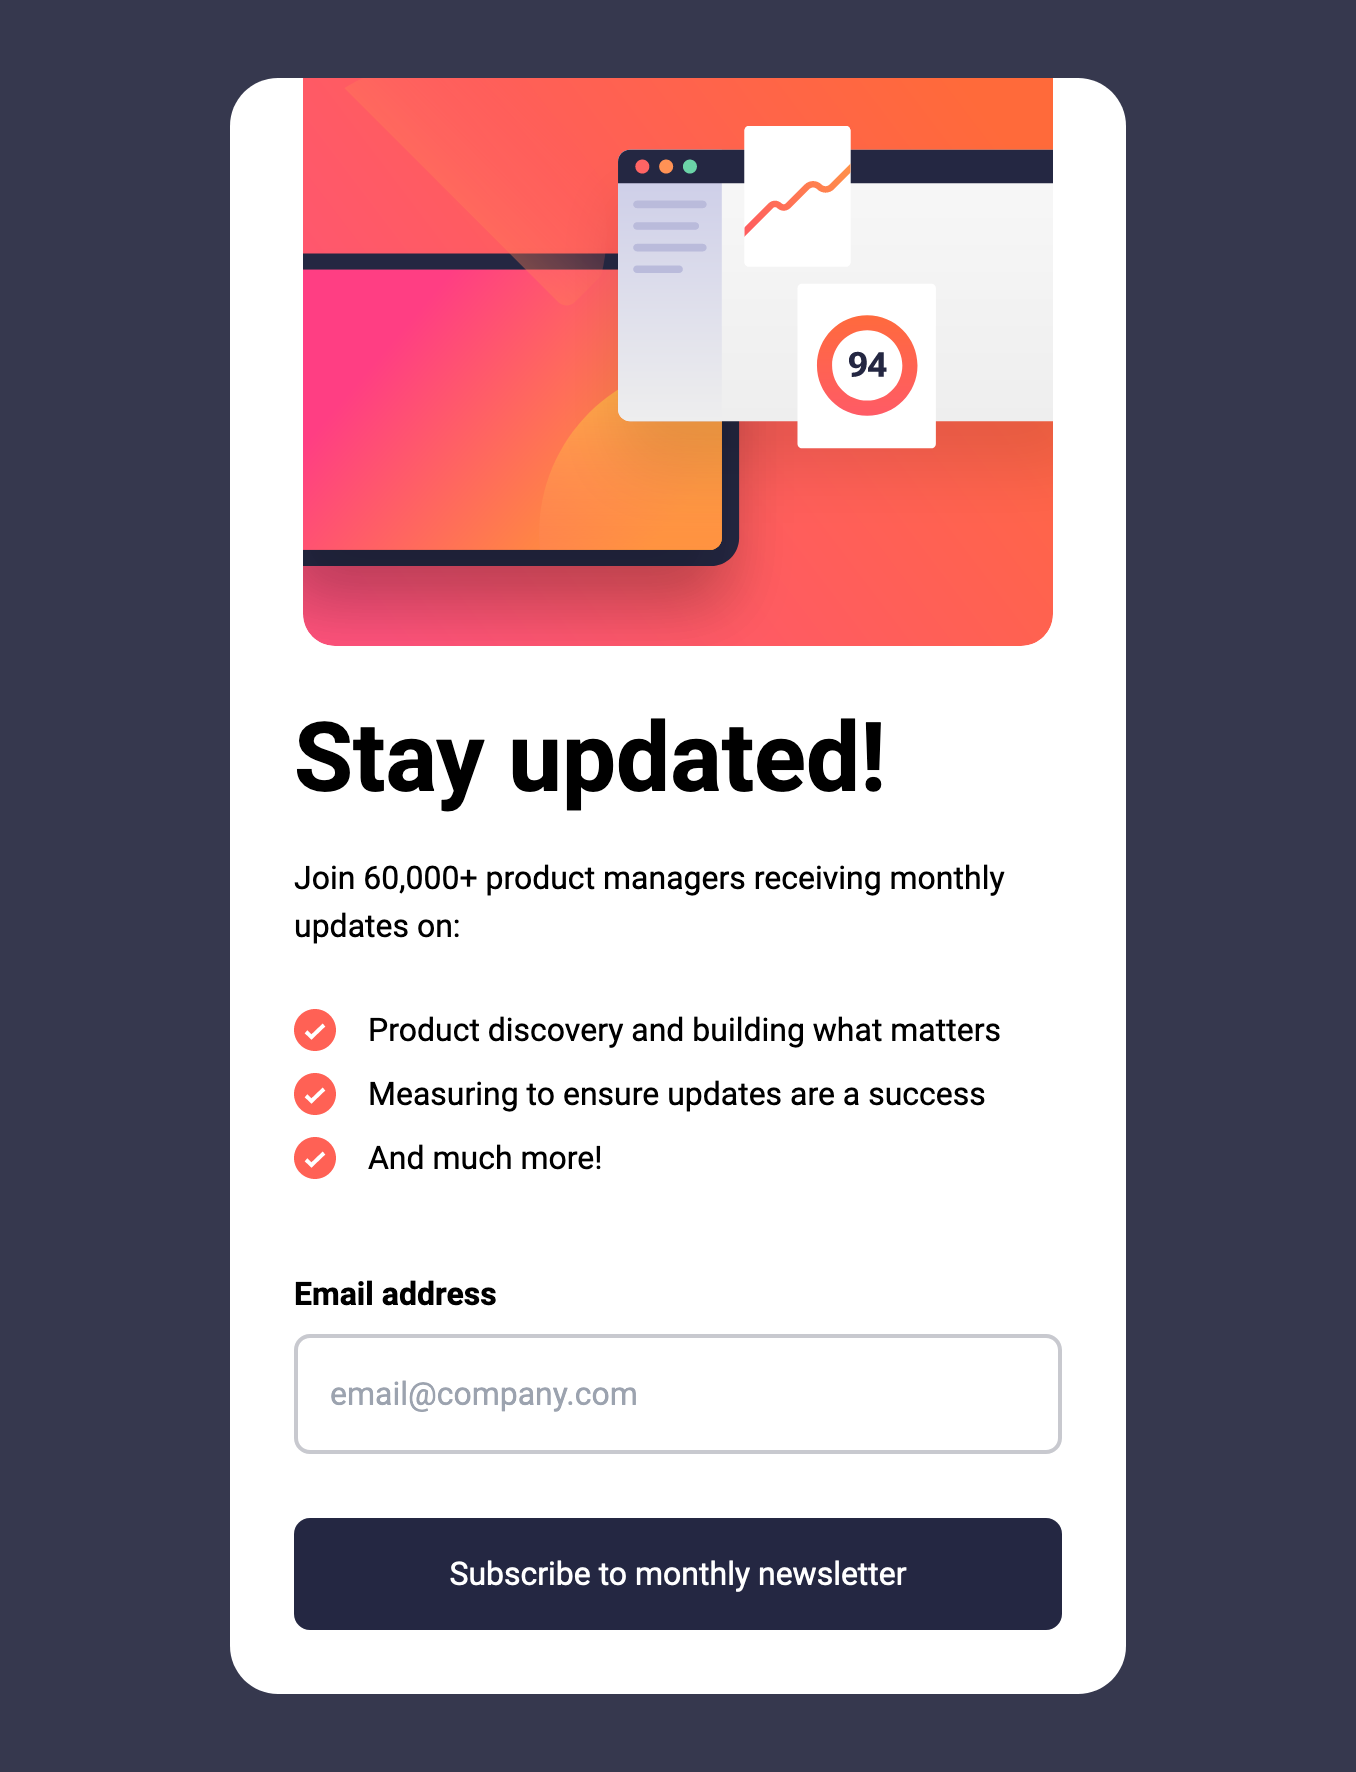 94
Stay updated!
Join 60,000+ product managers receiving monthly
updates on:
Product discovery and building what matters
Measuring to ensure updates are a success
And much more!
Email address
email@company.com
Subscribe to monthly newsletter